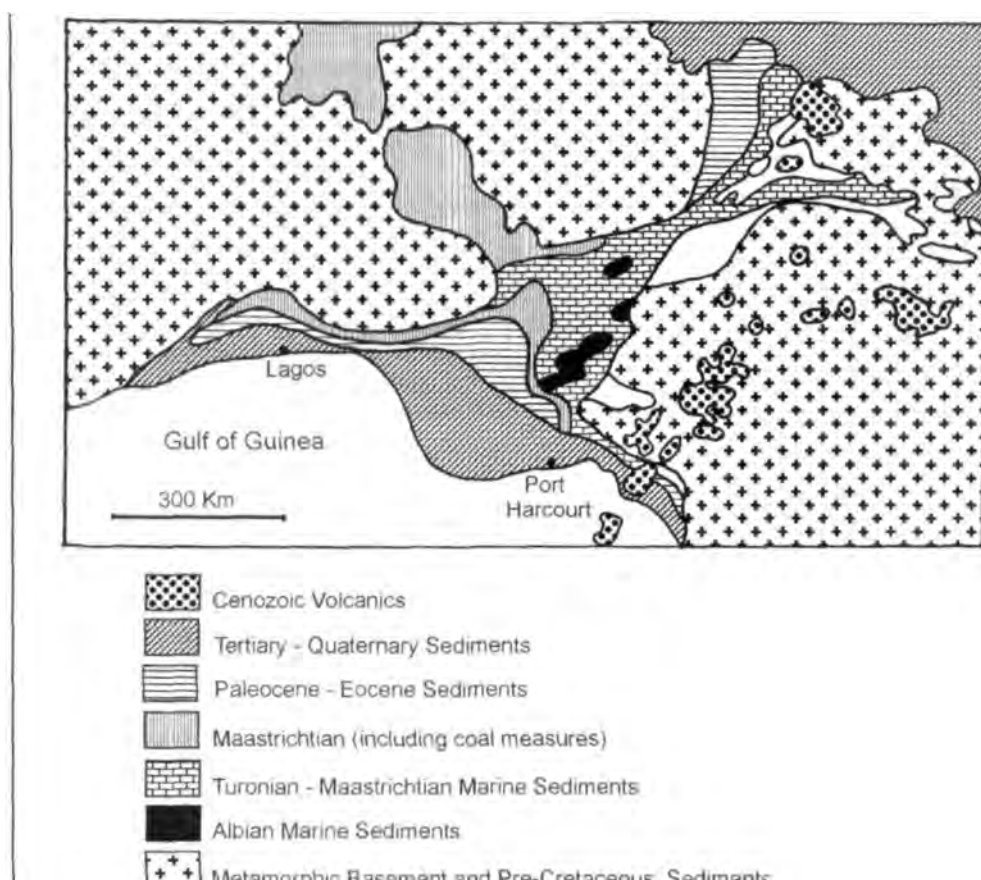 Lagos
Gulf of Guinea
300 Km
Port
Harcourt
Cenozoic Volcanics
Tertiary - Quaternary Sediments
Paleocene - Eocene Sediments
Maastrichtian (including coal measures)
Turonian - Maastrichtian Marine Sediments
Albian Marine Sediments
Metamorphic Basement and Pre-Cretaceous Sediments